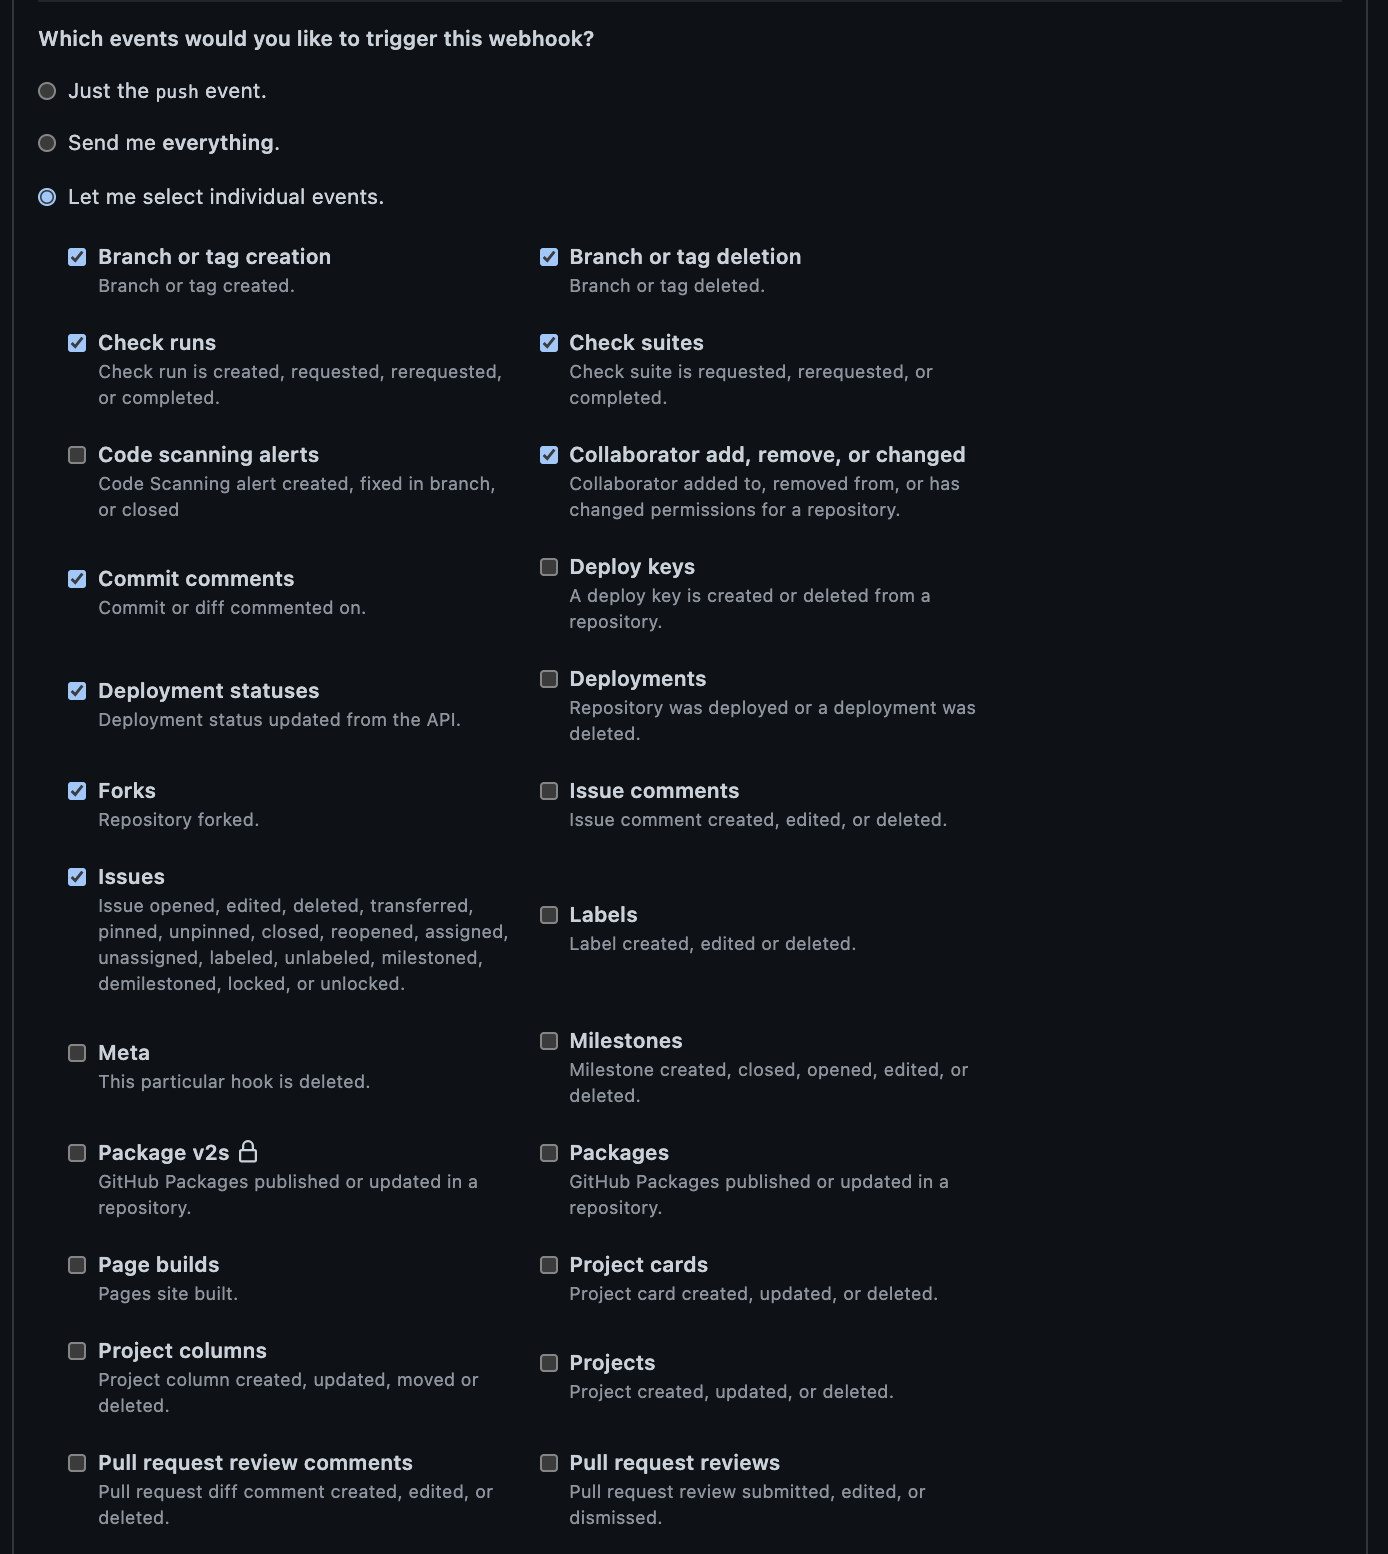 Which events would you like to trigger this webhook?
Just the push event.
Send me everything.
Let me select individual events.
Branch or tag creation
Branch or tag created.
Branch or tag deletion
Branch or tag deleted.
Check runs
Check run is created, requested, rerequested,
or completed.
Check suites
Check suite is requested, rerequested, or
completed.
Code scanning alerts
Code Scanning alert created, fixed in branch,
or closed
Collaborator add, remove, or changed
Collaborator added to, removed from, or has
changed permissions for a repository.
Commit comments
Commit or diff commented on.
Deploy keys
A deploy key is created or deleted from a
repository.
Deployment statuses
Deployment status updated from the API.
Deployments
Repository was deployed or a deployment was
deleted.
Forks
Repository forked.
Issue comments
Issue comment created, edited, or deleted.
Issues
Issue opened, edited, deleted, transferred,
pinned, unpinned, closed, reopened, assigned,
unassigned, labeled, unlabeled, milestoned,
demilestoned, locked, or unlocked.
Labels
Label created, edited or deleted.
Meta
This particular hook is deleted.
Milestones
Milestone created, closed, opened, edited, or
deleted.
Package v2s
GitHub Packages published or updated in a
repository.
Packages
GitHub Packages published or updated in a
repository.
Page builds
Pages site built.
Project cards
Project card created, updated, or deleted.
Project columns
Project column created, updated, moved or
deleted.
Projects
Project created, updated, or deleted.
Pull request review comments
Pull request diff comment created, edited, or
deleted.
Pull request reviews
Pull request review submitted, edited, or
dismissed.